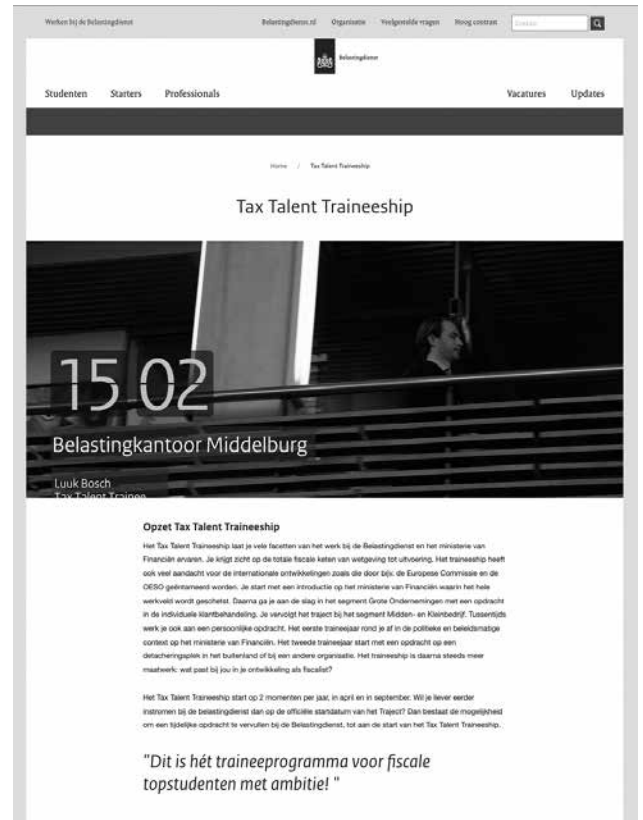 Werken bij de Belastingdienst
Belastingdienst.nl Organisatie Veelgestelde vragen Hoog contrast Zoeken
Belastingdienst
Studenten Starters Professionals Vacatures Updates
Home / Tax Talent Traineeship
Tax Talent Traineeship
15 02
Belastingkantoor Middelburg
Luuk Bosch
Tax Talent Trainee
Opzet Tax Talent Traineeship
Het Tax Talent Traineeship laat je vele facetten van het werk bij de Belastingdienst en het ministerie van
Financiën ervaren. Je krijgt zicht op de totale fiscale keten van wetgeving tot uitvoering. Het traineeship heeft
ook veel aandacht voor de internationale ontwikkelingen zoals die door bijv. de Europese Commissie en de
OESO geëntameerd worden. Je start met een introductie op het ministerie van Financiën waarin het hele
werkveld wordt geschetst. Daarna ga je aan de slag in het segment Grote Ondernemingen met een opdracht
in de individuele klantbehandeling. Je vervolgt het traject bij het segment Midden- en Kleinbedrijf. Tussentijds
werk je ook aan een persoonlijke opdracht. Het eerste traineejaar rond je af in de politieke en beleidsmatige
context op het ministerie van Financiën. Het tweede traineejaar start met een opdracht op een
detacheringsplek in het buitenland of bij een andere organisatie. Het traineeship is daarna steeds meer
maatwerk: wat past bij jou in je ontwikkeling als fiscalist?
Het Tax Talent Traineeship start op 2 momenten per jaar, in april en in september. Wil je liever eerder
instromen bij de belastingdienst dan op de officiële startdatum van het Traject? Dan bestaat de mogelijkheid
om een tijdelijke opdracht te vervullen bij de Belastingdienst, tot aan de start van het Tax Talent Traineeship.
"Dit is hét traineeprogramma voor fiscale
topstudenten met ambitie! "